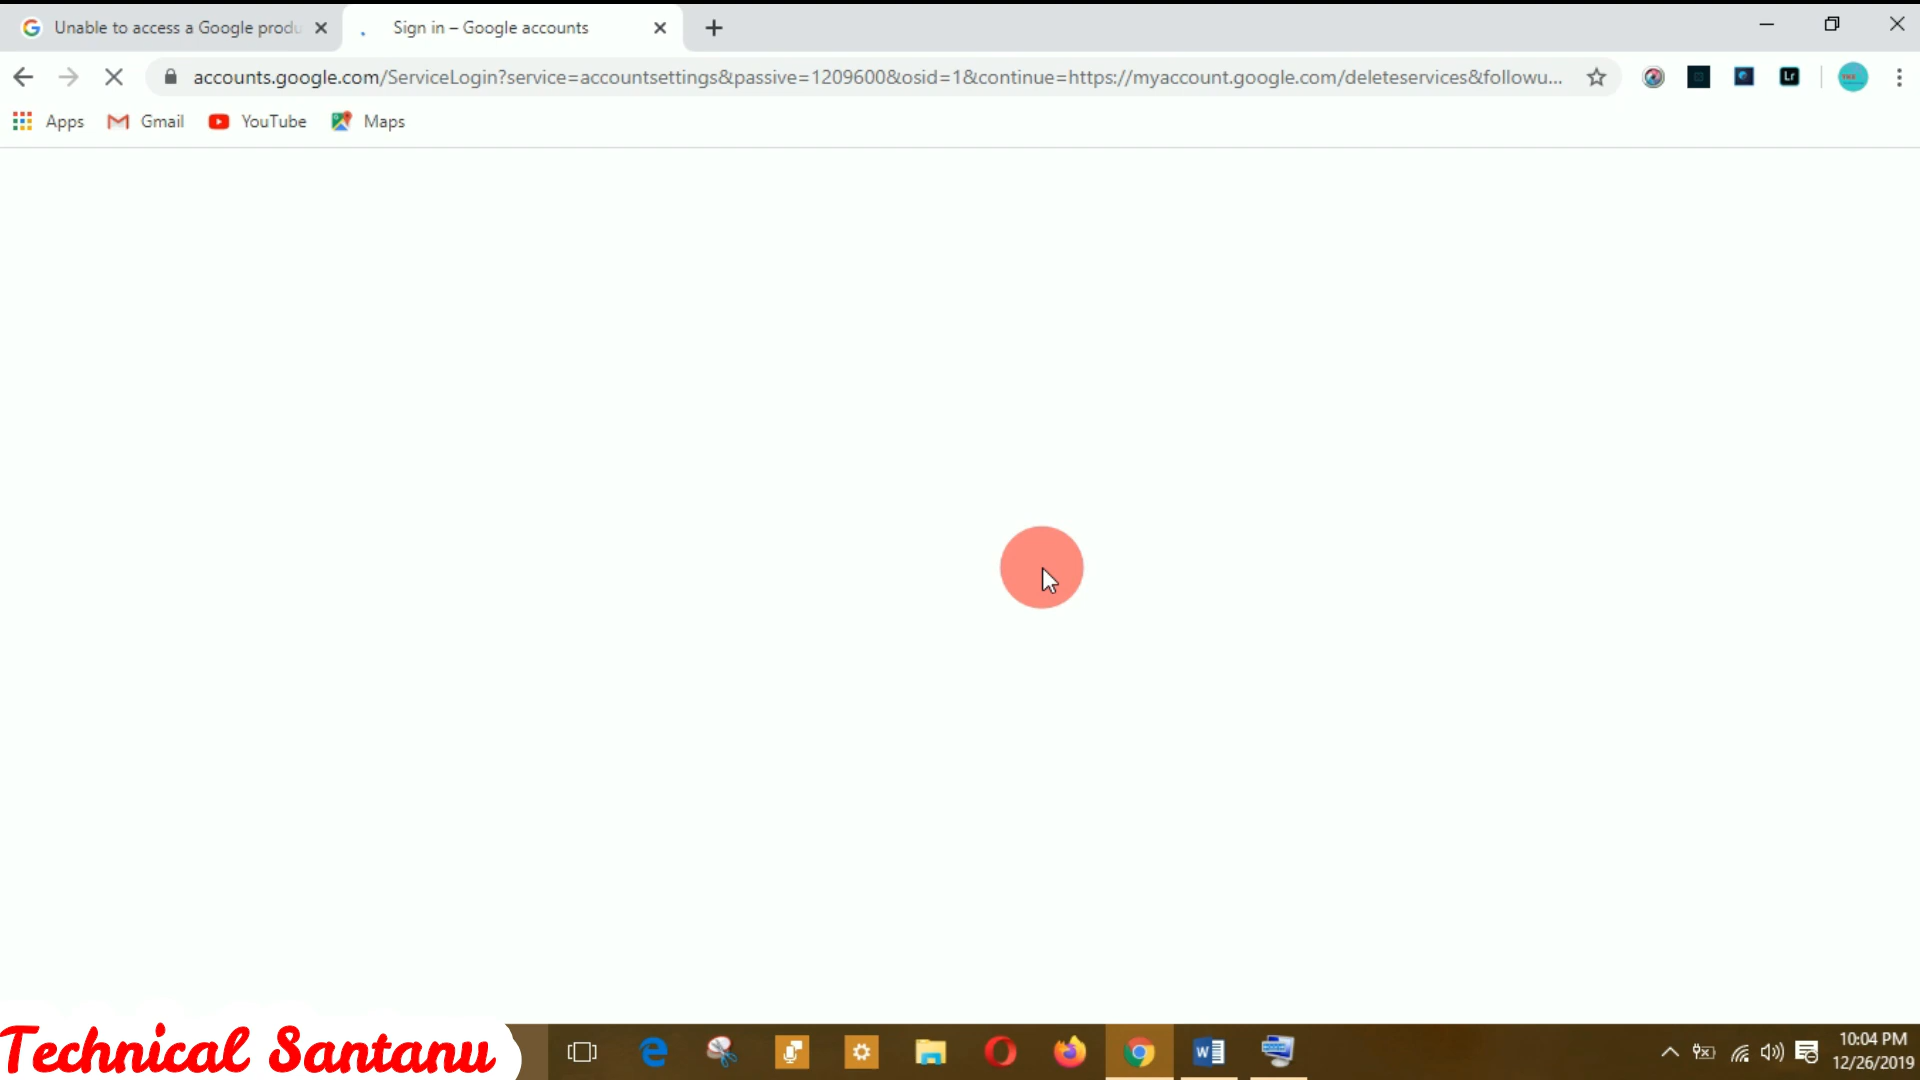 Unable to access a Google produ
Sign in – Google accounts
accounts.google.com/ServiceLogin?service=accountsettings&passive=1209600&osid=1&continue=https://myaccount.google.com/deleteservices&followu...
Lr
Apps
Gmail
YouTube
Maps
Technical Santanu
10:04 PM
12/26/2019